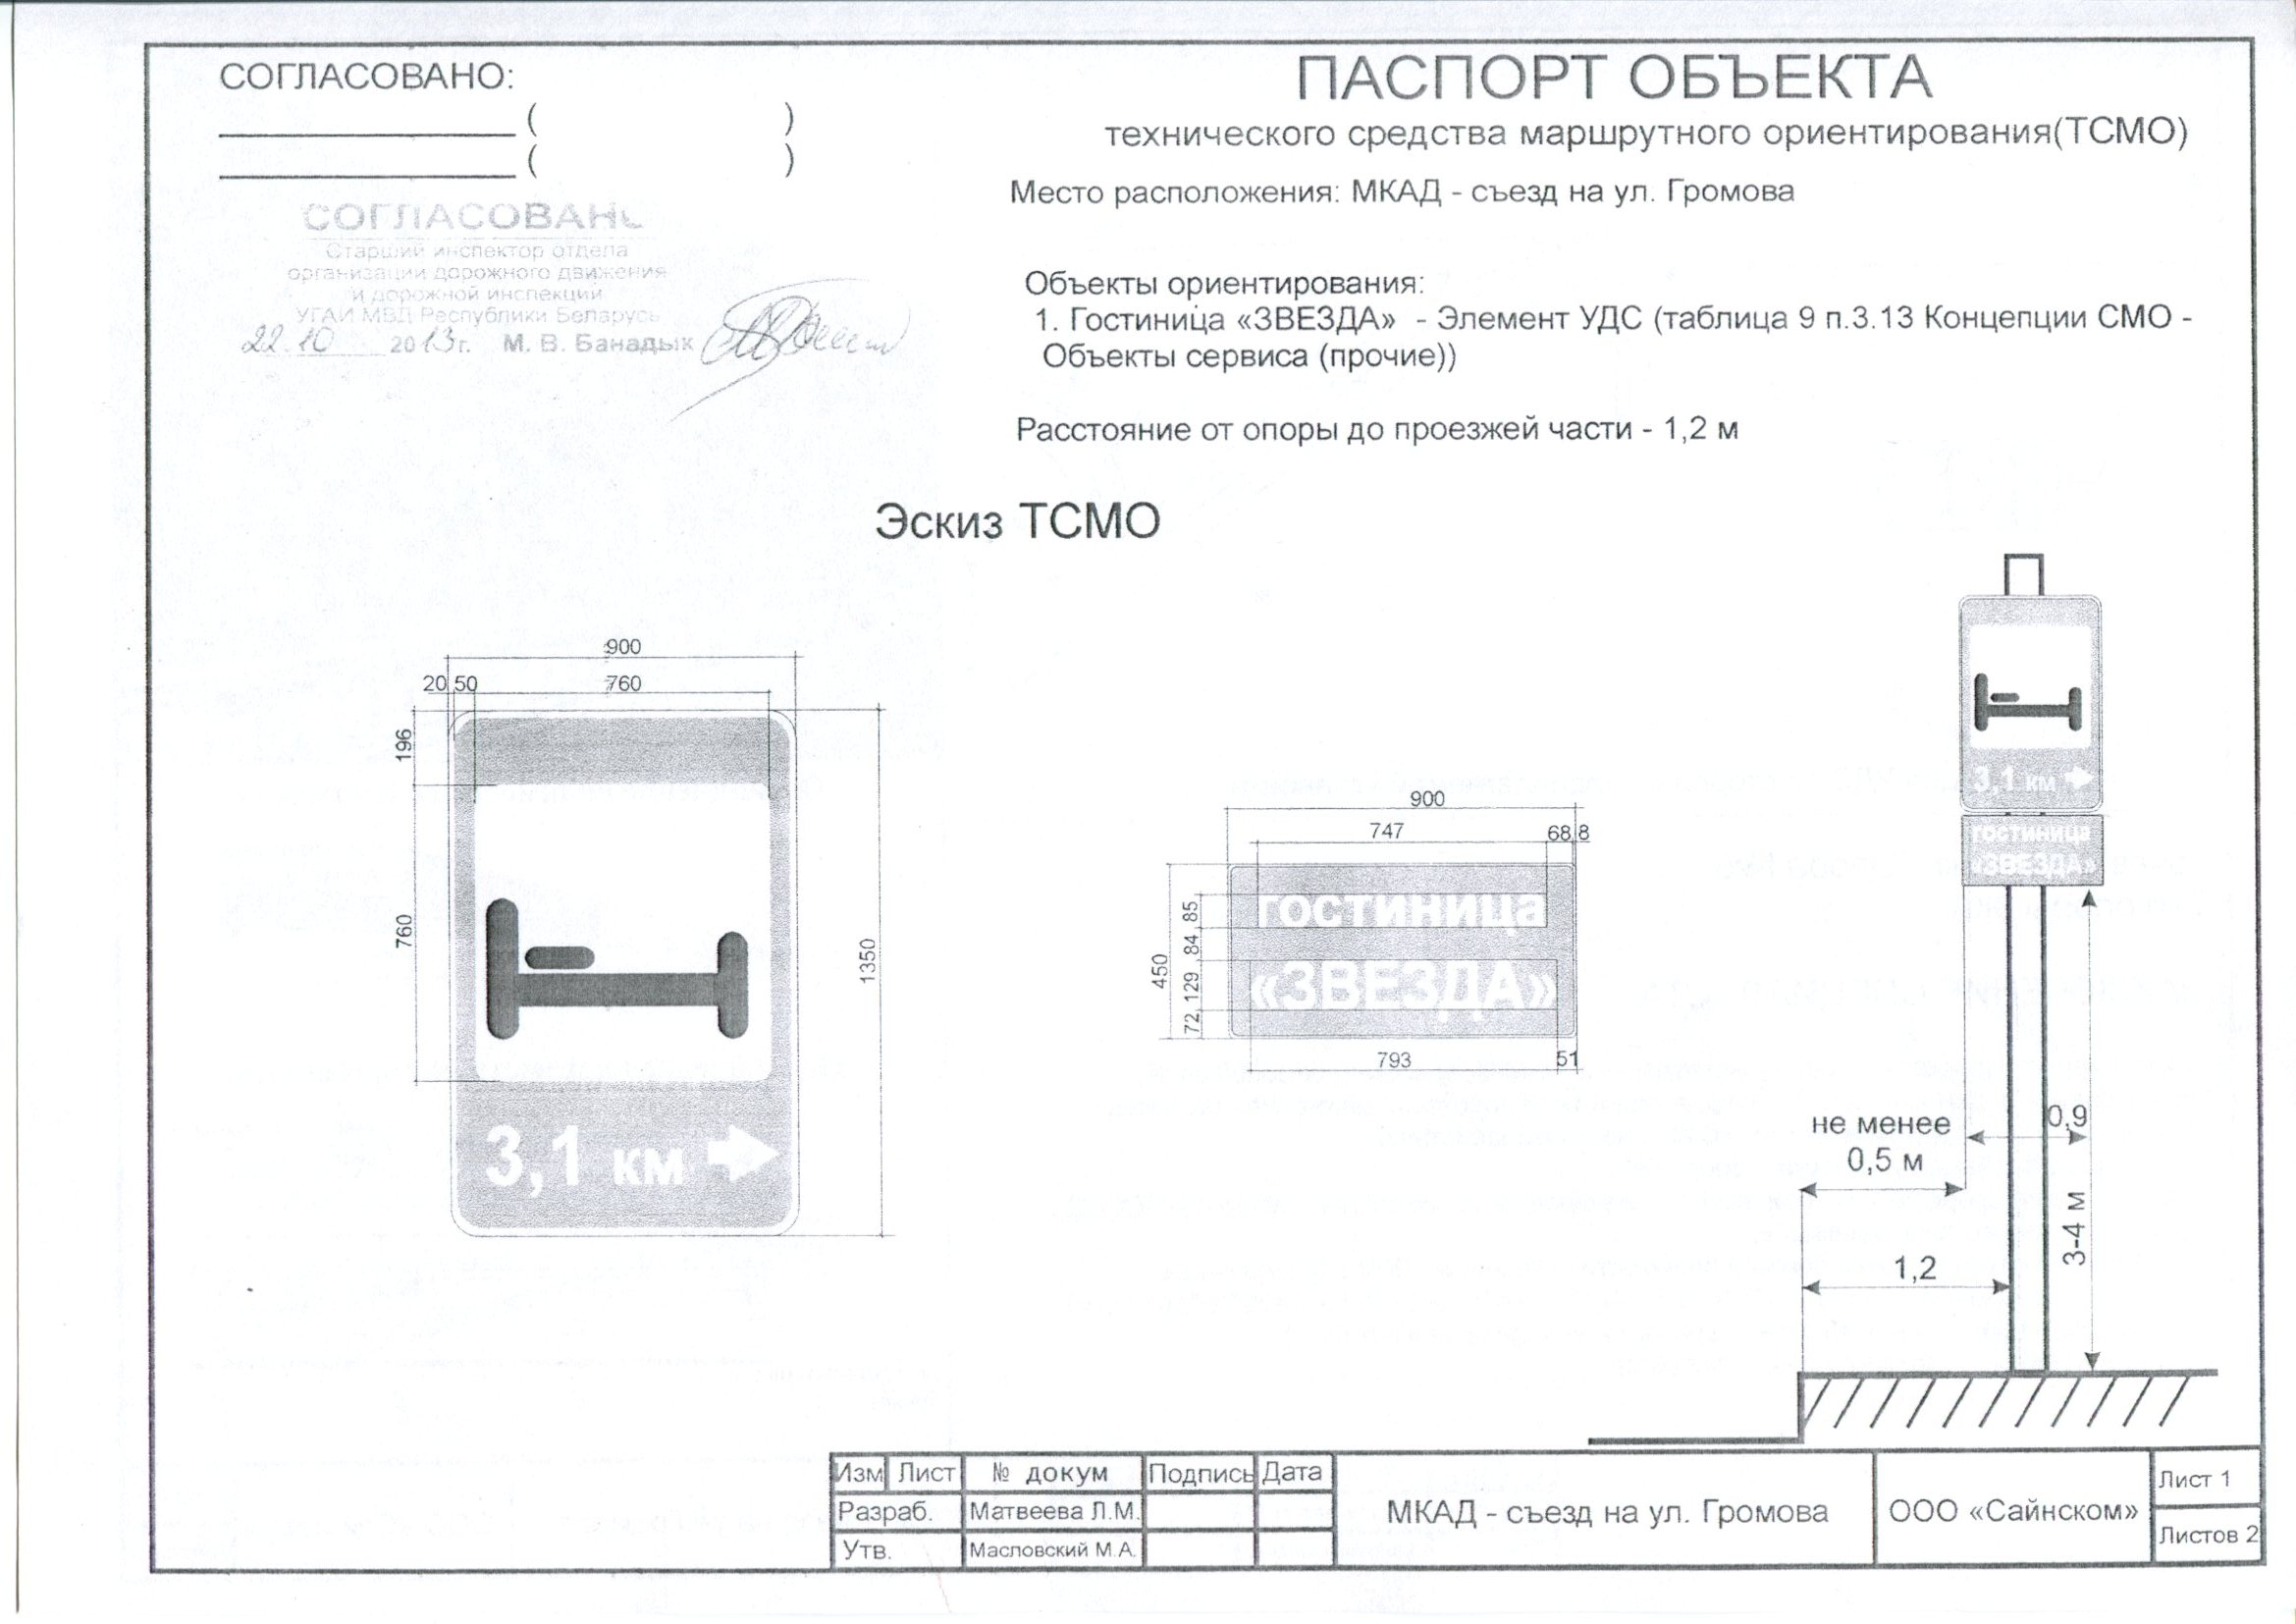 СОГЛАСОВАНО:
( )
( )
СОГЛАСОВАНО
Старший инспектор отдела
организации дорожного движения
и дорожной инспекции
УГАИ МВД Республики Беларусь
22.10 2013г. М. В. Банадык
ПАСПОРТ ОБЪЕКТА
технического средства маршрутного ориентирования(ТСМО)
Место расположения: МКАД - съезд на ул. Громова
Объекты ориентирования:
1. Гостиница «ЗВЕЗДА» - Элемент УДС (таблица 9 п.3.13 Концепции СМО -
Объекты сервиса (прочие))
Расстояние от опоры до проезжей части - 1,2 м
Эскиз ТСМО
900
20 50 760
196
760
1350
3,1 км
900
747 68 8
450
85
84
129
72
гостиница
«ЗВЕЗДА»
793 51
3,1 км
гостиница
«ЗВЕЗДА»
не менее
0,5 м
0,9
1,2
3-4 м
Изм Лист № докум Подпись Дата
Разраб. Матвеева Л.М.
Утв. Масловский М.А.
МКАД - съезд на ул. Громова
ООО «Сайнском»
Лист 1
Листов 2